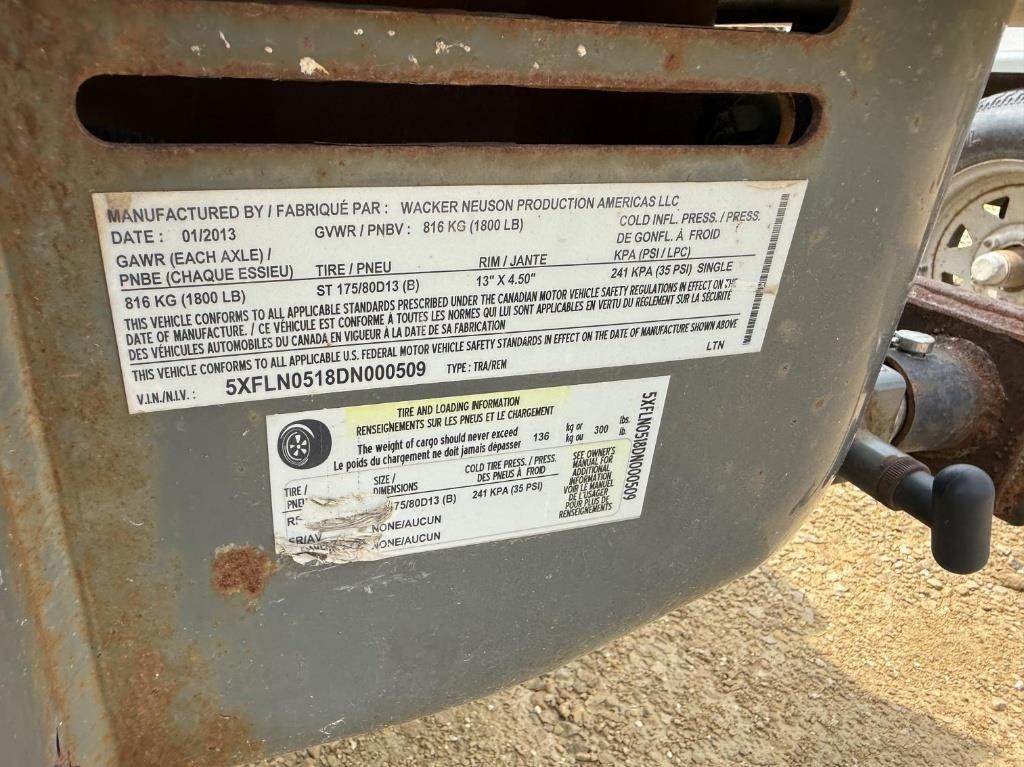 MANUFACTURED BY / FABRIQUÉ PAR : WACKER NEUSON PRODUCTION AMERICAS LLC
DATE : 01/2013 GVWR / PNBV : 816 KG (1800 LB) COLD INFL. PRESS. / PRESS.
DE GONFL. À FROID
GAWR (EACH AXLE) / KPA (PSI / LPC)
PNBE (CHAQUE ESSIEU) TIRE / PNEU RIM / JANTE
816 KG (1800 LB) ST 175/80D13 (B) 13" X 4.50" 241 KPA (35 PSI) SINGLE
THIS VEHICLE CONFORMS TO ALL APPLICABLE STANDARDS PRESCRIBED UNDER THE CANADIAN MOTOR VEHICLE SAFETY REGULATIONS IN EFFECT ON THE
DATE OF MANUFACTURE. / CE VÉHICULE EST CONFORME À TOUTES LES NORMES QUI LUI SONT APPLICABLES EN VERTU DU RÈGLEMENT SUR LA SÉCURITÉ
DES VÉHICULES AUTOMOBILES DU CANADA EN VIGUEUR À LA DATE DE SA FABRICATION
THIS VEHICLE CONFORMS TO ALL APPLICABLE U.S. FEDERAL MOTOR VEHICLE SAFETY STANDARDS IN EFFECT ON THE DATE OF MANUFACTURE SHOWN ABOVE
V.I.N./N.I.V. : 5XFLN0518DN000509 TYPE : TRA/REM LTN
TIRE AND LOADING INFORMATION
RENSEIGNEMENTS SUR LES PNEUS ET LE CHARGEMENT
The weight of cargo should never exceed 136 kg or 300 lbs.
Le poids du chargement ne doit jamais dépasser kg ou lb.
TIRE / SIZE / COLD TIRE PRESS. / PRESS.
DIMENSIONS DES PNEUS À FROID
75/80D13 (B) 241 KPA (35 PSI)
NONE/AUCUN
NONE/AUCUN
SEE OWNER'S
MANUAL FOR
ADDITIONAL
INFORMATION
VOIR LE MANUEL
DE L'USAGER
POUR PLUS DE
RENSEIGNEMENTS
5XFLN0518DN000509